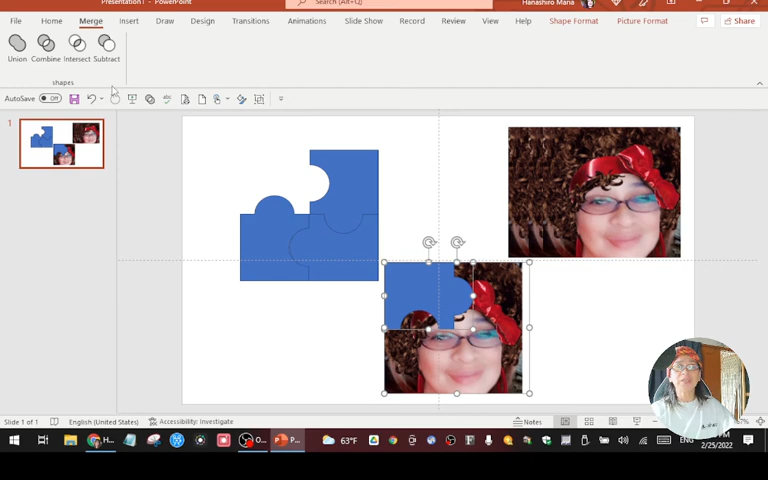 Presentation1 - PowerPoint
Search (Alt+Q)
Hanashiro Maria
File Home Merge Insert Draw Design Transitions Animations Slide Show Record Review View Help Shape Format Picture Format Share
Union Combine Intersect Subtract
shapes
AutoSave Off
1
Slide 1 of 1 English (United States) Accessibility: Investigate Notes
H... O... P... 63°F ENG
2/25/2022